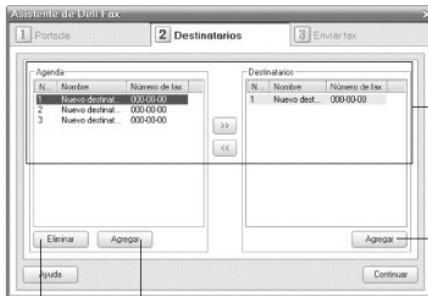 Asistente de Dell Fax
1 Portada
2 Destinatarios
3 Enviar fax
Agenda
N... Nombre Número de fax
1 Nuevo destinat... 000-00-00
2 Nuevo destinat... 000-00-00
3 Nuevo destinat... 000-00-00
>>
<<
Destinatarios
N... Nombre Número de fax
1 Nuevo dest... 000-00-00
Eliminar
Agregar
Agregar
Ayuda
Continuar